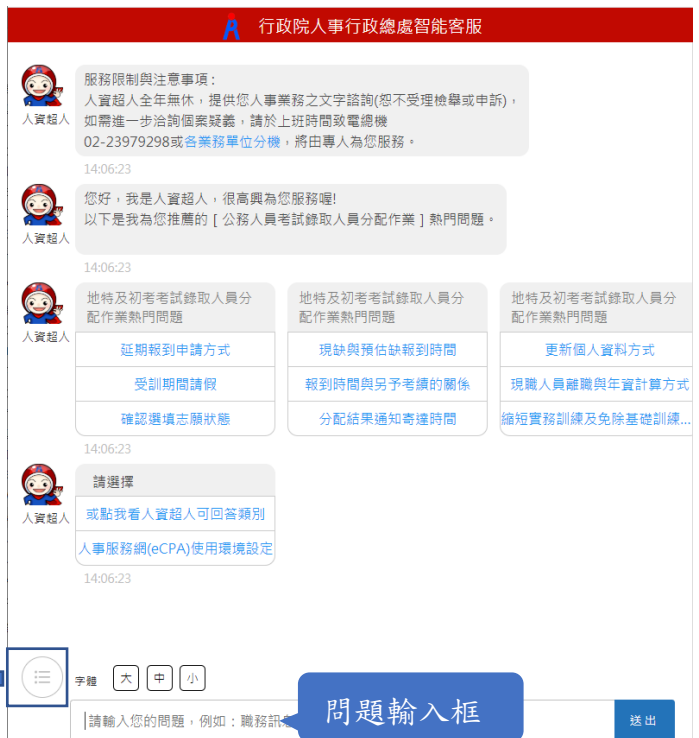 行政院人事行政總處智能客服
服務限制與注意事項：
人資超人全年無休，提供您人事業務之文字諮詢(恕不受理檢舉或申訴)，
如需進一步洽詢個案疑義，請於上班時間致電總機
02-23979298或各業務單位分機，將由專人為您服務。
人資超人
14:06:23
您好，我是人資超人，很高興為您服務喔!
以下是我為您推薦的 [ 公務人員考試錄取人員分配作業 ] 熱門問題。
人資超人
14:06:23
地特及初考考試錄取人員分
配作業熱門問題
延期報到申請方式
受訓期間請假
確認選填志願狀態
地特及初考考試錄取人員分
配作業熱門問題
現缺與預估缺報到時間
報到時間與另予考績的關係
分配結果通知寄達時間
地特及初考考試錄取人員分
配作業熱門問題
更新個人資料方式
現職人員離職與年資計算方式
縮短實務訓練及免除基礎訓練...
人資超人
14:06:23
請選擇
或點我看人資超人可回答類別
人事服務網(eCPA)使用環境設定
人資超人
14:06:23
字體 大 中 小
請輸入您的問題，例如：職務訊
問題輸入框
送出